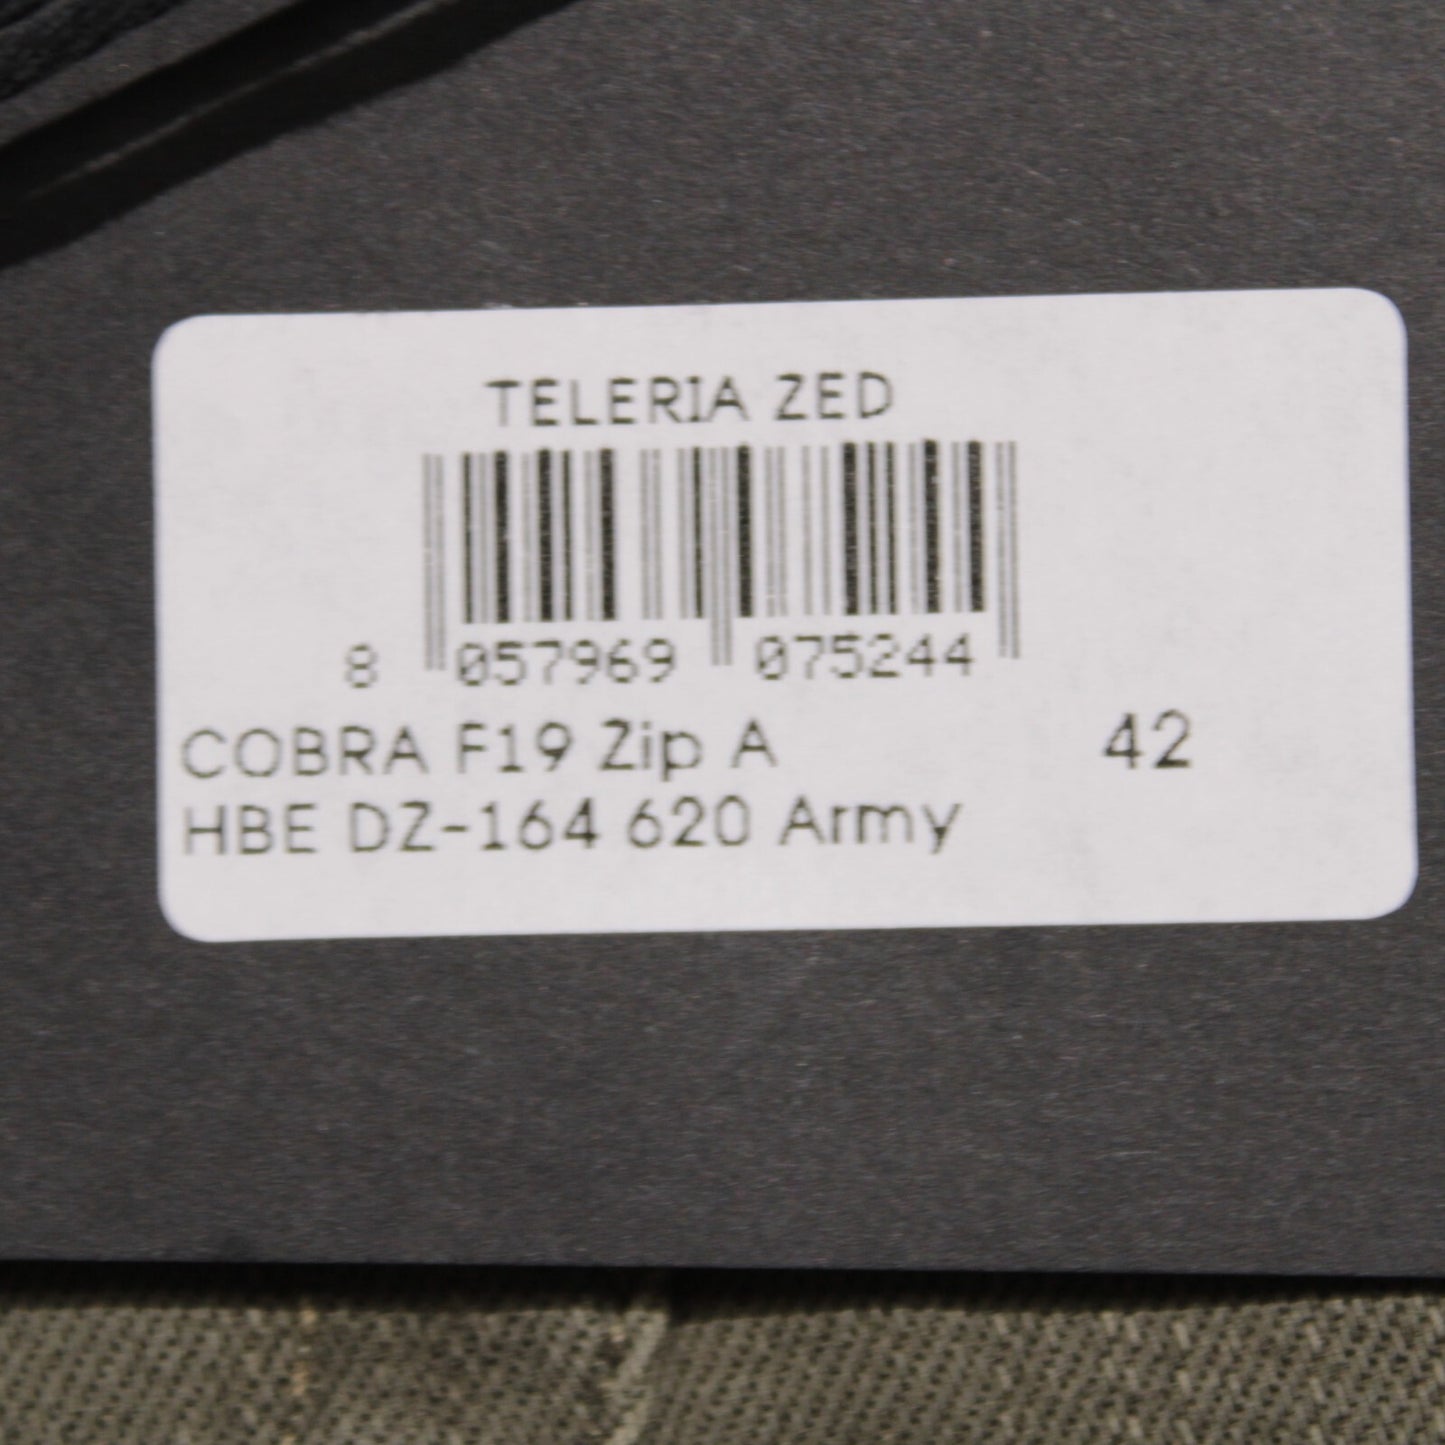 TELERIA ZED
8 057969 075244
COBRA F19 Zip A 42
HBE DZ-164 620 Army